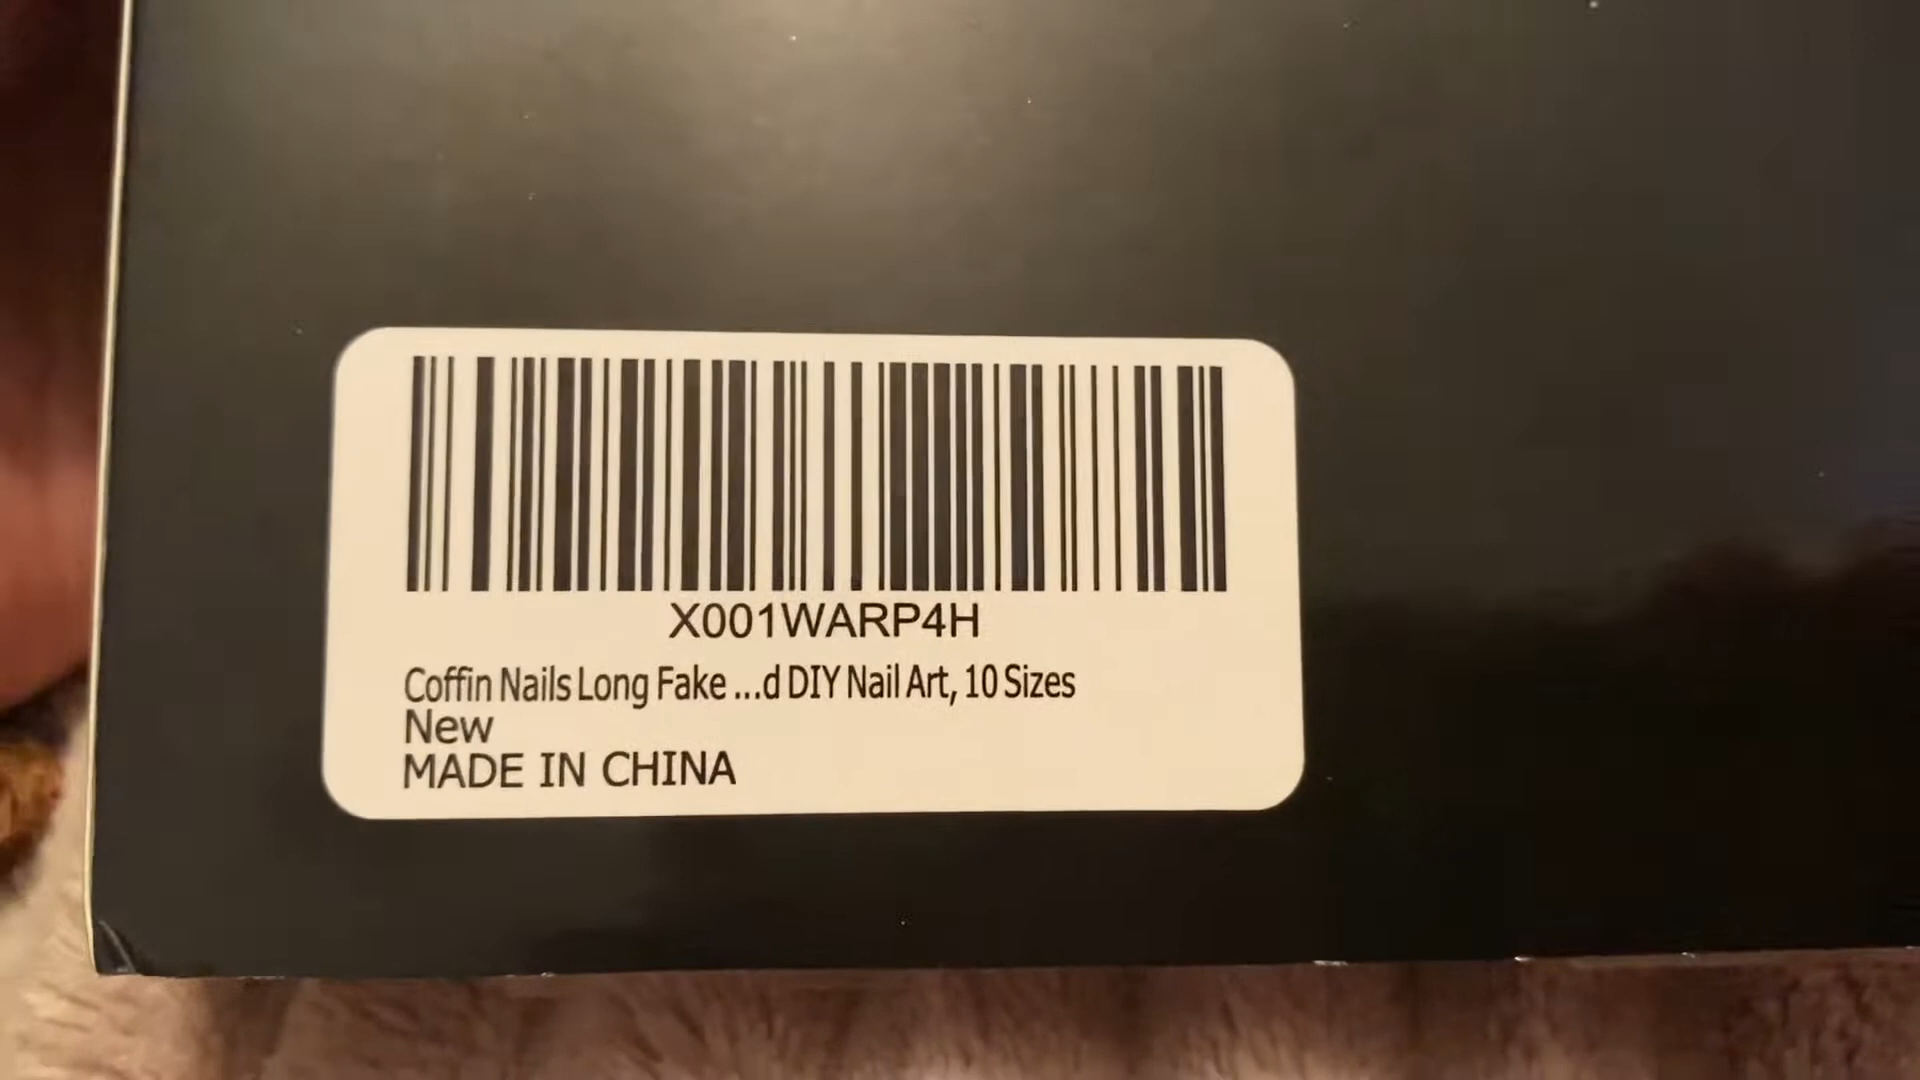 X001WARP4H
Coffin Nails Long Fake ...d DIY Nail Art, 10 Sizes
New
MADE IN CHINA